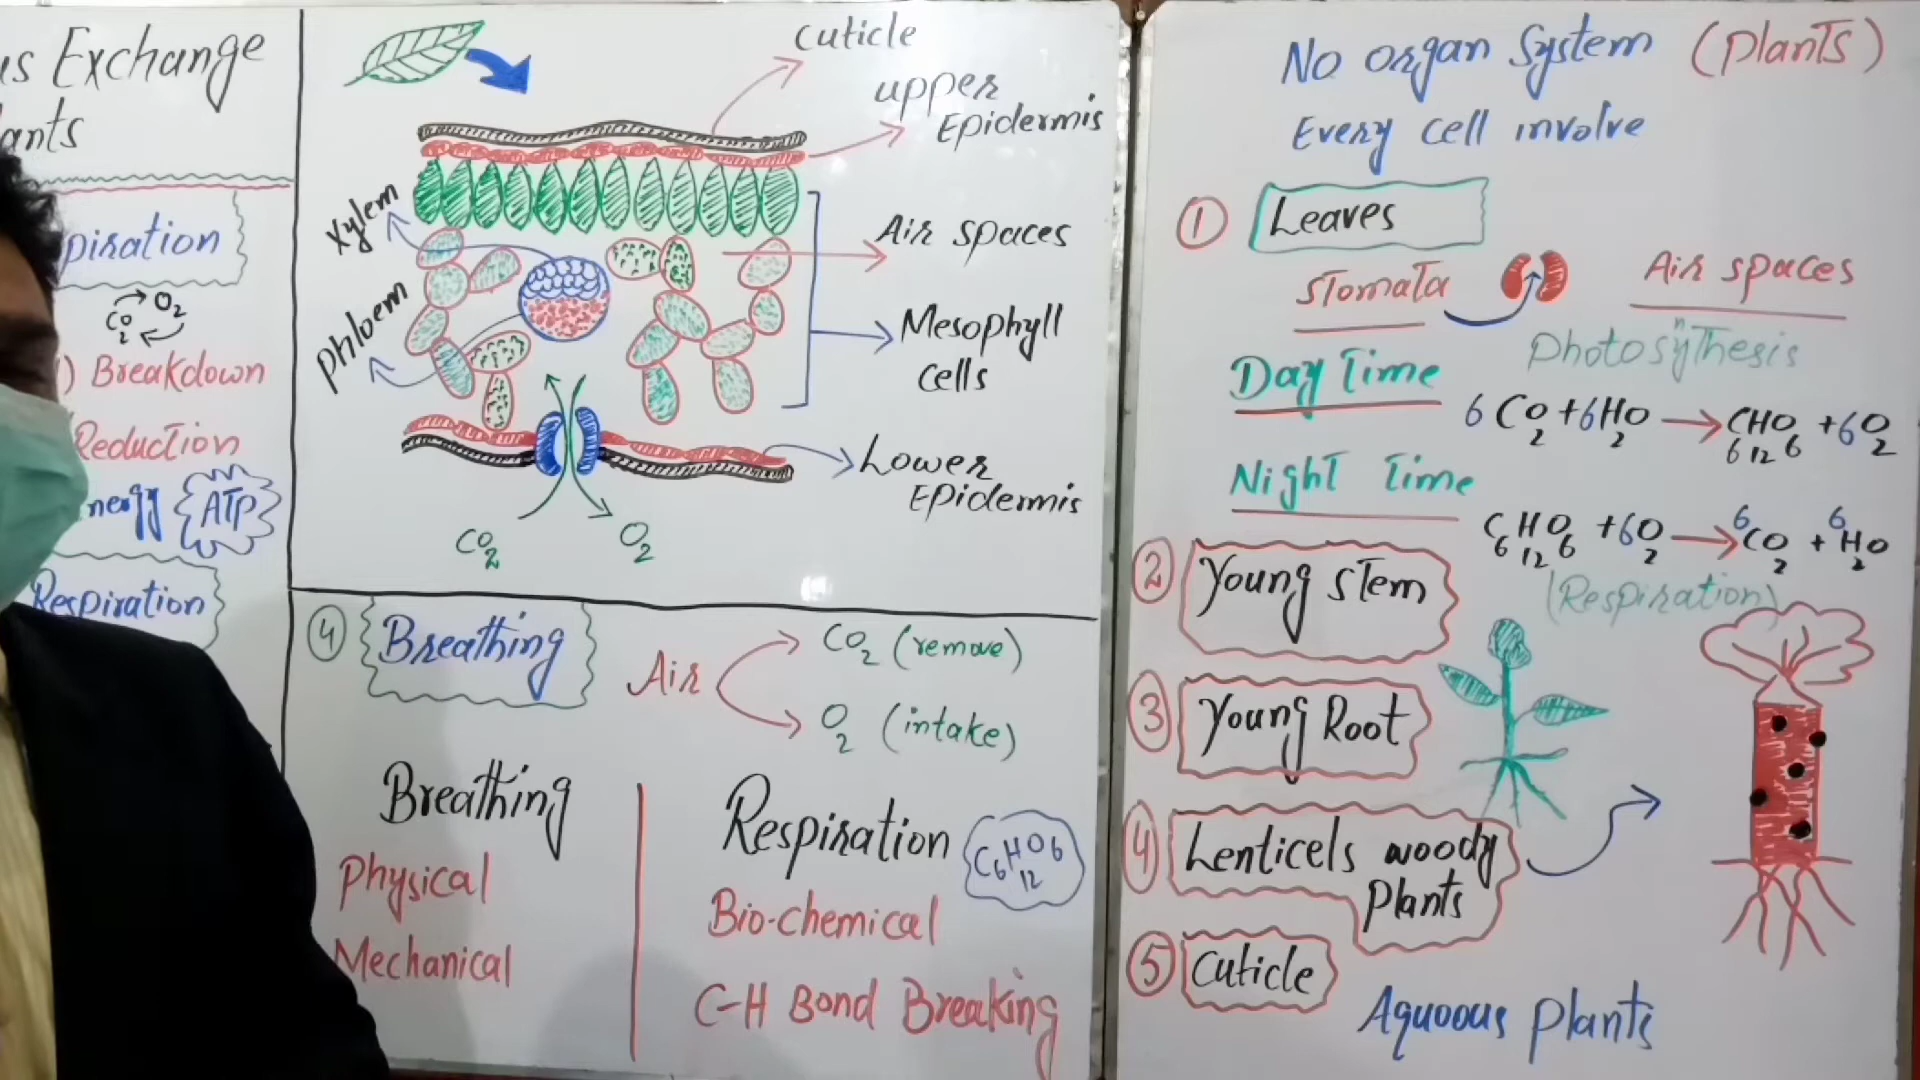 s Exchange
ants
piration
CO2 O2
) Breakdown
Reduction
nergy ATP
Respiration
Cuticle
upper
Epidermis
Xylem
Air spaces
Phloem
Mesophyll
cells
Lower
Epidermis
CO2
O2
4 Breathing
Air
CO2 (remove)
O2 (intake)
Breathing
Physical
Mechanical
Respiration
C6H12O6
Bio-chemical
C-H Bond Breaking
No organ System (plants)
Every cell involve
1 Leaves
Stomata
Air spaces
Photosynthesis
Day Time
6CO2+6H2O → C6H12O6 +6O2
Night Time
C6H12O6 +6O2 → 6CO2 + 6H2O
(Respiration)
2 Young stem
3 Young Root
4 Lenticels woody
plants
5 Cuticle
Aquoous plants